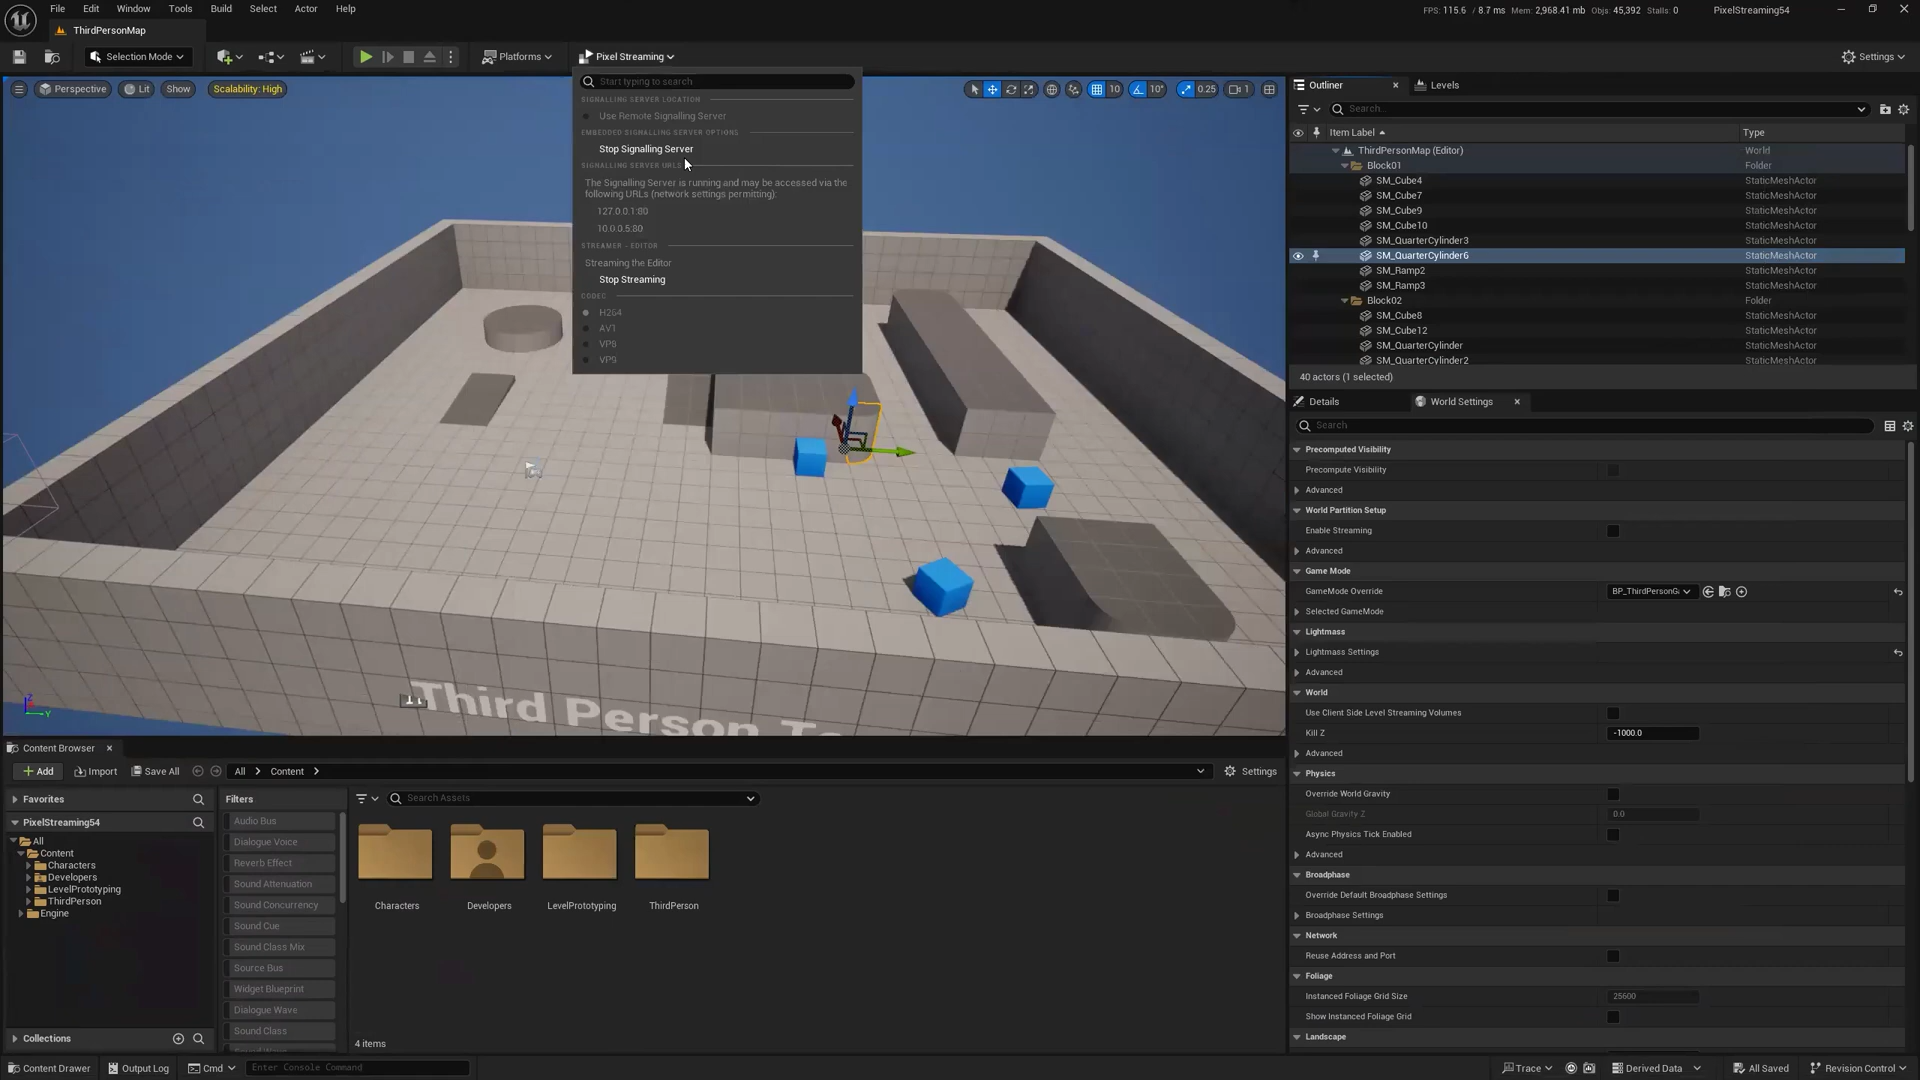 File Edit Window Tools Build Select Actor Help
FPS: 115.6 / 8.7 ms Mem: 2,968.41 mb Objs: 45,392 Stalls: 0 PixelStreaming54
ThirdPersonMap
Selection Mode
Platforms
Pixel Streaming
Settings
Perspective Lit Show Scalability: High
10 10° 0.25 1
Start typing to search
SIGNALLING SERVER LOCATION
Use Remote Signalling Server
EMBEDDED SIGNALLING SERVER OPTIONS
Stop Signalling Server
SIGNALLING SERVER URLS
The Signalling Server is running and may be accessed via the
following URLs (network settings permitting):
127.0.0.1:80
10.0.0.5:80
STREAMER - EDITOR
Streaming the Editor
Stop Streaming
CODEC
H264
AV1
VP8
VP9
Third Person Te
Outliner Levels
Search...
Item Label Type
ThirdPersonMap (Editor) World
Block01 Folder
SM_Cube4 StaticMeshActor
SM_Cube7 StaticMeshActor
SM_Cube9 StaticMeshActor
SM_Cube10 StaticMeshActor
SM_QuarterCylinder3 StaticMeshActor
SM_QuarterCylinder6 StaticMeshActor
SM_Ramp2 StaticMeshActor
SM_Ramp3 StaticMeshActor
Block02 Folder
SM_Cube8 StaticMeshActor
SM_Cube12 StaticMeshActor
SM_QuarterCylinder StaticMeshActor
SM_QuarterCylinder2 StaticMeshActor
40 actors (1 selected)
Details World Settings
Search
Precomputed Visibility
Precompute Visibility
Advanced
World Partition Setup
Enable Streaming
Advanced
Game Mode
GameMode Override BP_ThirdPersonGa
Selected GameMode
Lightmass
Lightmass Settings
Advanced
World
Use Client Side Level Streaming Volumes
Kill Z -1000.0
Advanced
Physics
Override World Gravity
Global Gravity Z 0.0
Async Physics Tick Enabled
Advanced
Broadphase
Override Default Broadphase Settings
Broadphase Settings
Network
Reuse Address and Port
Foliage
Instanced Foliage Grid Size 25600
Show Instanced Foliage Grid
Landscape
Content Browser
Add Import Save All All Content Settings
Favorites
PixelStreaming54
All
Content
Characters
Developers
LevelPrototyping
ThirdPerson
Engine
Collections
Filters
Audio Bus
Dialogue Voice
Reverb Effect
Sound Attenuation
Sound Concurrency
Sound Cue
Sound Class Mix
Source Bus
Widget Blueprint
Dialogue Wave
Sound Class
Search Assets
Characters Developers LevelPrototyping ThirdPerson
4 items
Content Drawer Output Log Cmd Enter Console Command
Trace Derived Data All Saved Revision Control